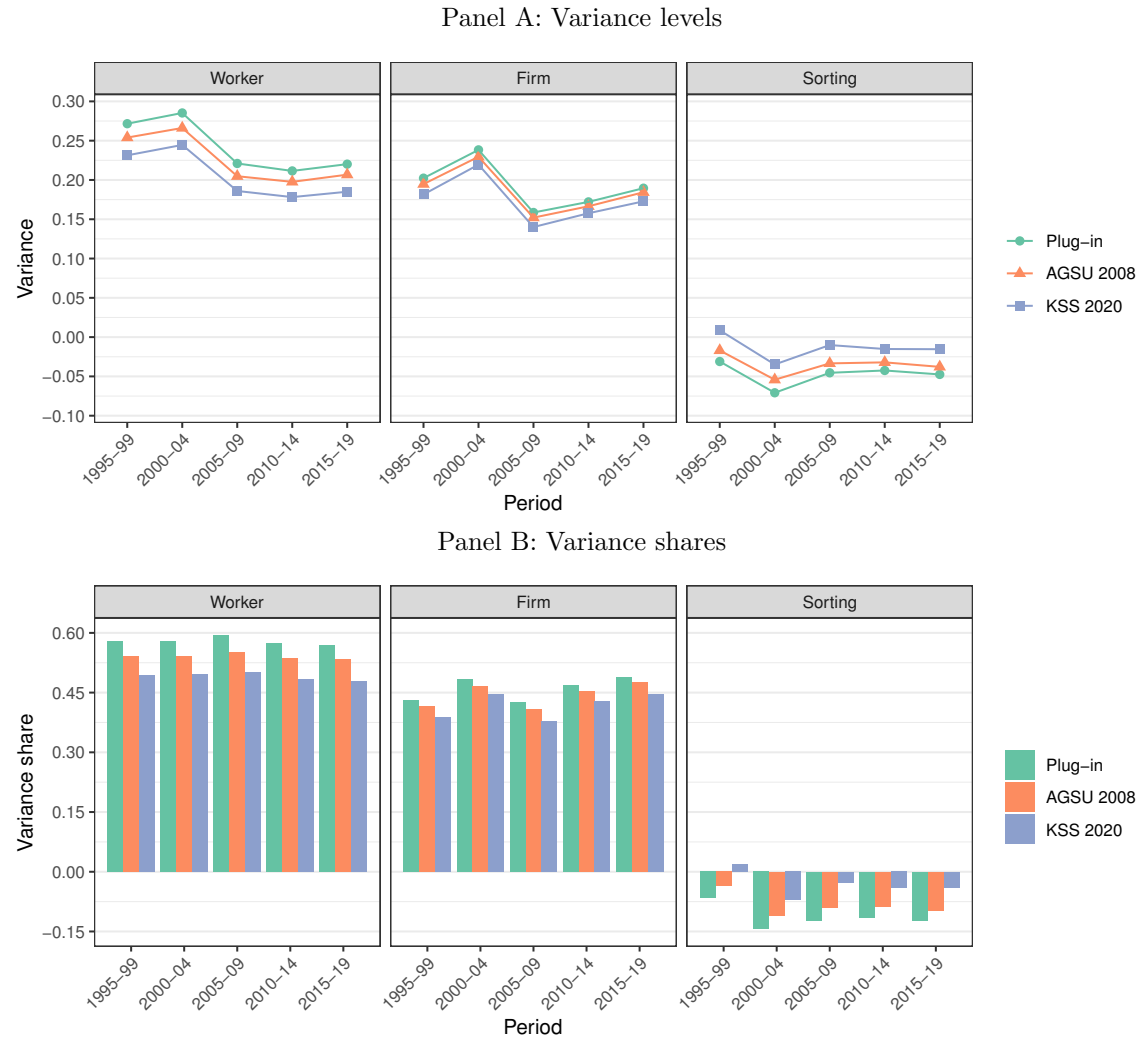 Panel A: Variance levels
Worker Firm Sorting
0.30
0.25
0.20
0.15
0.10
0.05
0.00
−0.05
−0.10
Variance
1995−99 2000−04 2005−09 2010−14 2015−19 1995−99 2000−04 2005−09 2010−14 2015−19 1995−99 2000−04 2005−09 2010−14 2015−19
Period
Plug−in
AGSU 2008
KSS 2020
Panel B: Variance shares
Worker Firm Sorting
0.60
0.45
0.30
0.15
0.00
−0.15
Variance share
1995−99 2000−04 2005−09 2010−14 2015−19 1995−99 2000−04 2005−09 2010−14 2015−19 1995−99 2000−04 2005−09 2010−14 2015−19
Period
Plug−in
AGSU 2008
KSS 2020